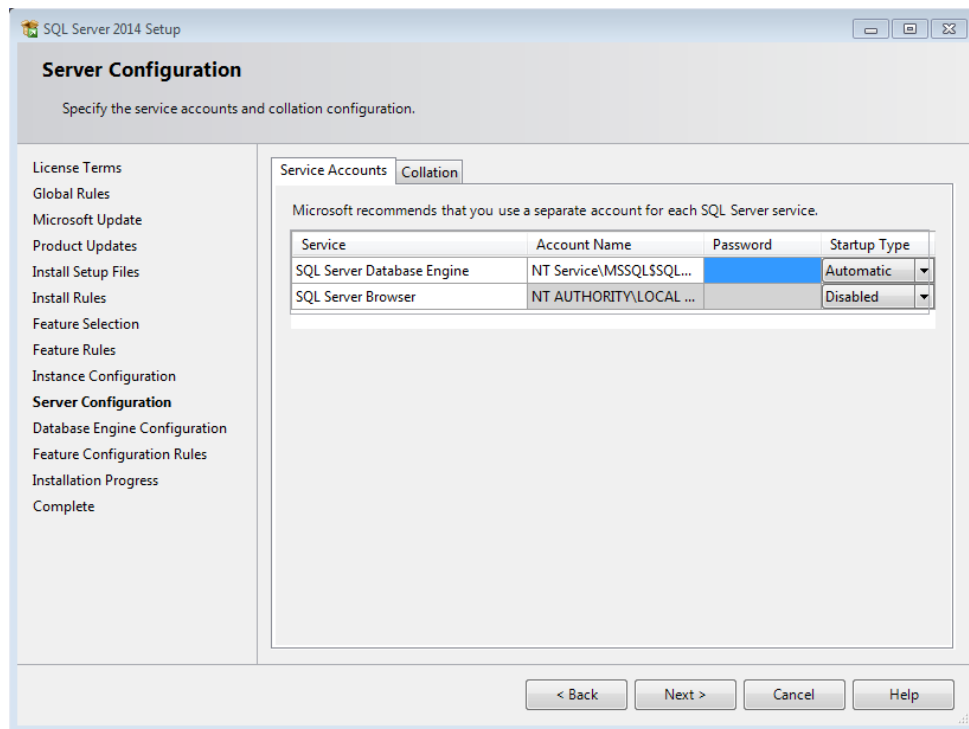 SQL Server 2014 Setup
Server Configuration
Specify the service accounts and collation configuration.
License Terms
Global Rules
Microsoft Update
Product Updates
Install Setup Files
Install Rules
Feature Selection
Feature Rules
Instance Configuration
Server Configuration
Database Engine Configuration
Feature Configuration Rules
Installation Progress
Complete
Service Accounts Collation
Microsoft recommends that you use a separate account for each SQL Server service.
Service Account Name Password Startup Type
SQL Server Database Engine NT Service\MSSQL$SQL... Automatic
SQL Server Browser NT AUTHORITY\LOCAL ... Disabled
< Back Next > Cancel Help